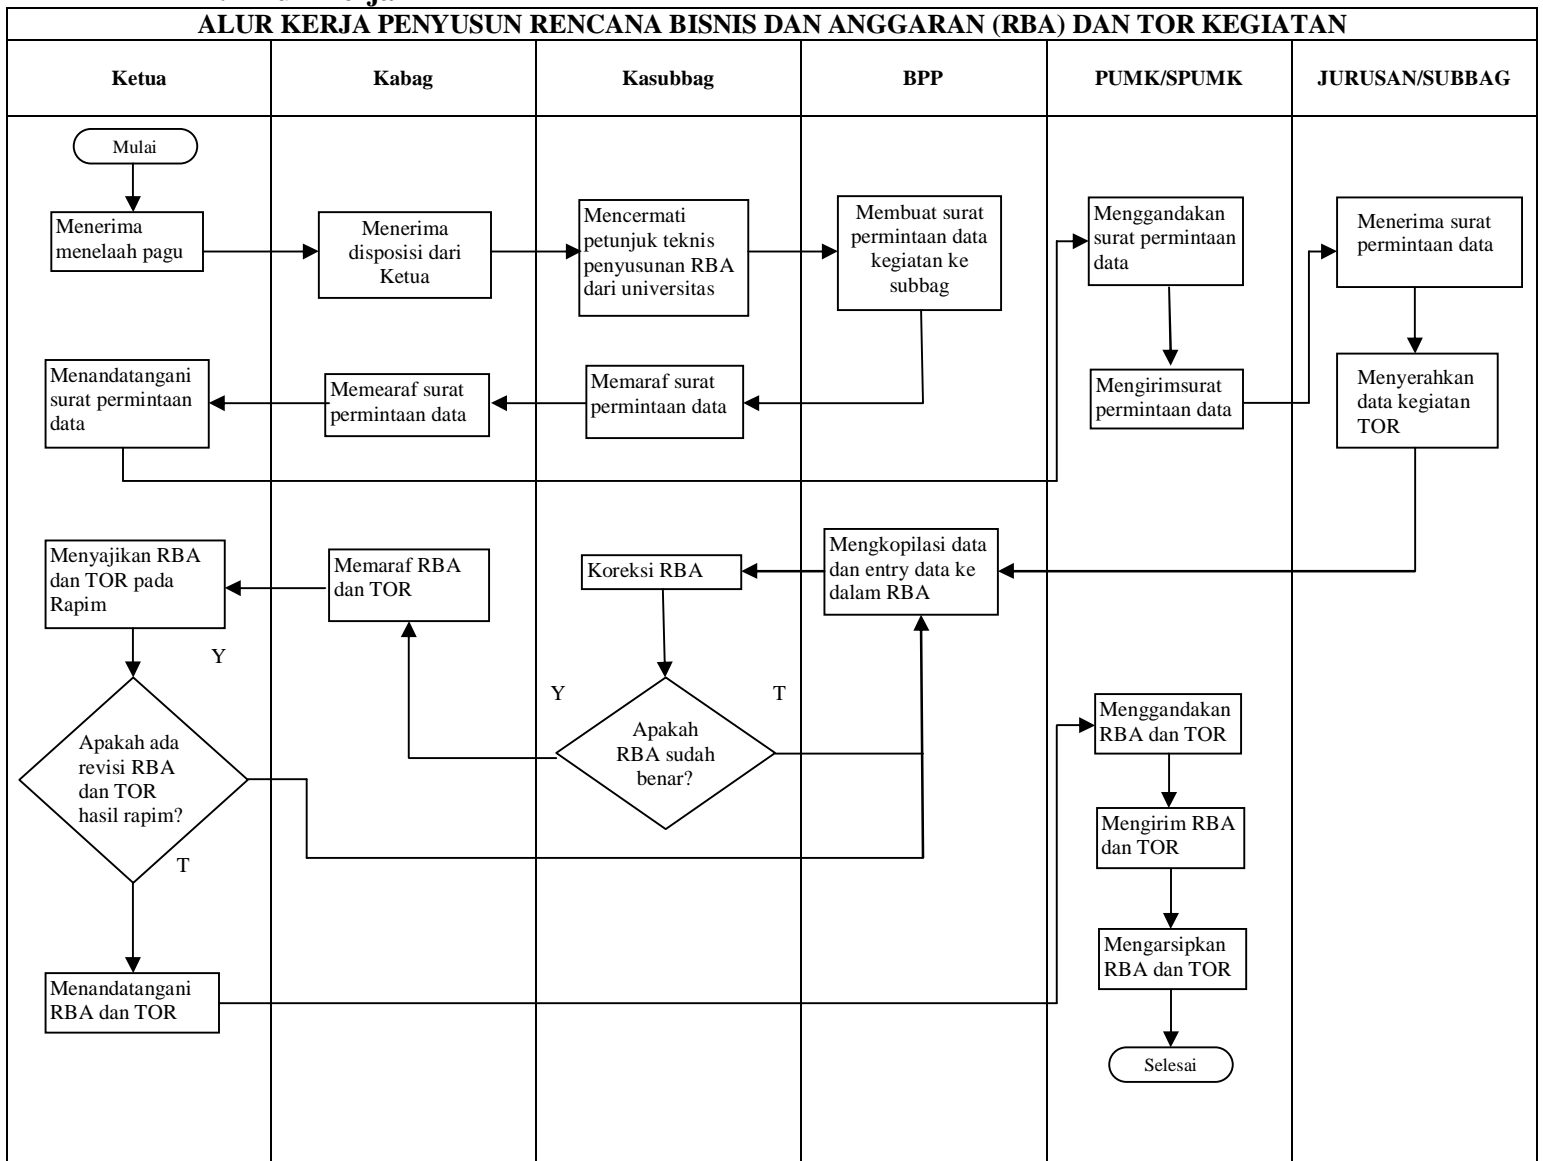 ALUR KERJA PENYUSUN RENCANA BISNIS DAN ANGGARAN (RBA) DAN TOR KEGIATAN
Ketua
Kabag
Kasubbag
BPP
PUMK/SPUMK
JURUSAN/SUBBAG
Mulai
Menerima
menelaah pagu
Menerima
disposisi dari
Ketua
Mencermati
petunjuk teknis
penyusunan RBA
dari universitas
Membuat surat
permintaan data
kegiatan ke
subbag
Menggandakan
surat permintaan
data
Menerima surat
permintaan data
Menandatangani
surat permintaan
data
Memearaf surat
permintaan data
Memaraf surat
permintaan data
Mengirimsurat
permintaan data
Menyerahkan
data kegiatan
TOR
Menyajikan RBA
dan TOR pada
Rapim
Memaraf RBA
dan TOR
Koreksi RBA
Mengkopilasi data
dan entry data ke
dalam RBA
Y
Y
T
Apakah ada
revisi RBA
dan TOR
hasil rapim?
Apakah
RBA sudah
benar?
Menggandakan
RBA dan TOR
Mengirim RBA
dan TOR
T
Mengarsipkan
RBA dan TOR
Menandatangani
RBA dan TOR
Selesai